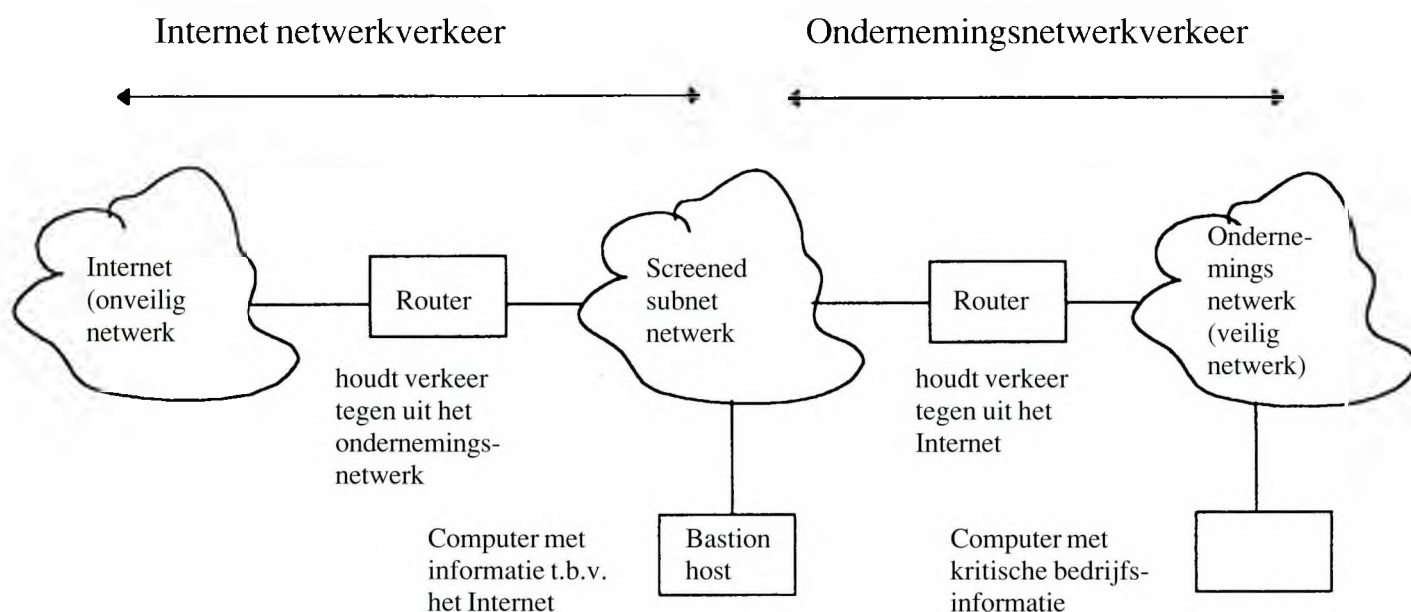 Internet netwerkverkeer
Ondernemingsnetwerkverkeer
Internet
(onveilig
netwerk
Router
Screened
subnet
netwerk
Router
Onderne-
mings
netwerk
(veilig
netwerk)
houdt verkeer
tegen uit het
ondernemings-
netwerk
houdt verkeer
tegen uit het
Internet
Computer met
informatie t.b.v.
het Internet
Bastion
host
Computer met
kritische bedrijfs-
informatie